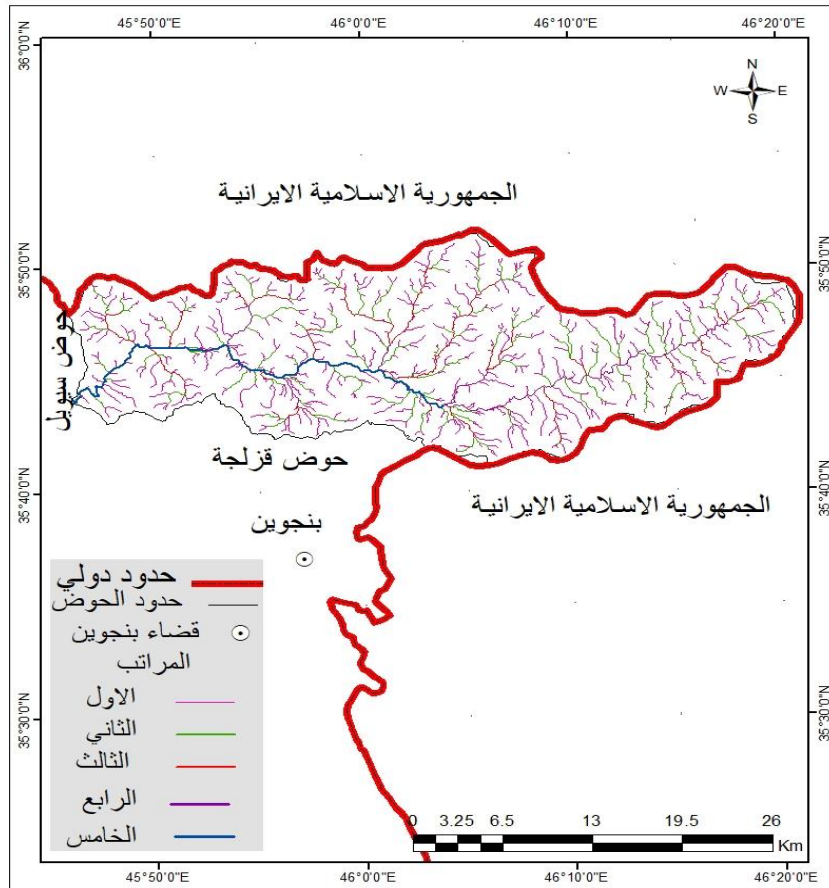 45°50'0"E 46°0'0"E 46°10'0"E 46°20'0"E
36°0'0"N
N
W E
S
الجمهورية الاسلامية الايرانية
35°50'0"N 35°50'0"N
حوض سيويل
حوض قزلجة
35°40'0"N 35°40'0"N
الجمهورية الاسلامية الايرانية
بنجوين
حدود دولي
حدود الحوض
قضاء بنجوين
المراتب
الاول
الثاني
الثالث
الرابع
الخامس
35°30'0"N 35°30'0"N
0 3.25 6.5 13 19.5 26
Km
45°50'0"E 46°0'0"E 46°10'0"E 46°20'0"E